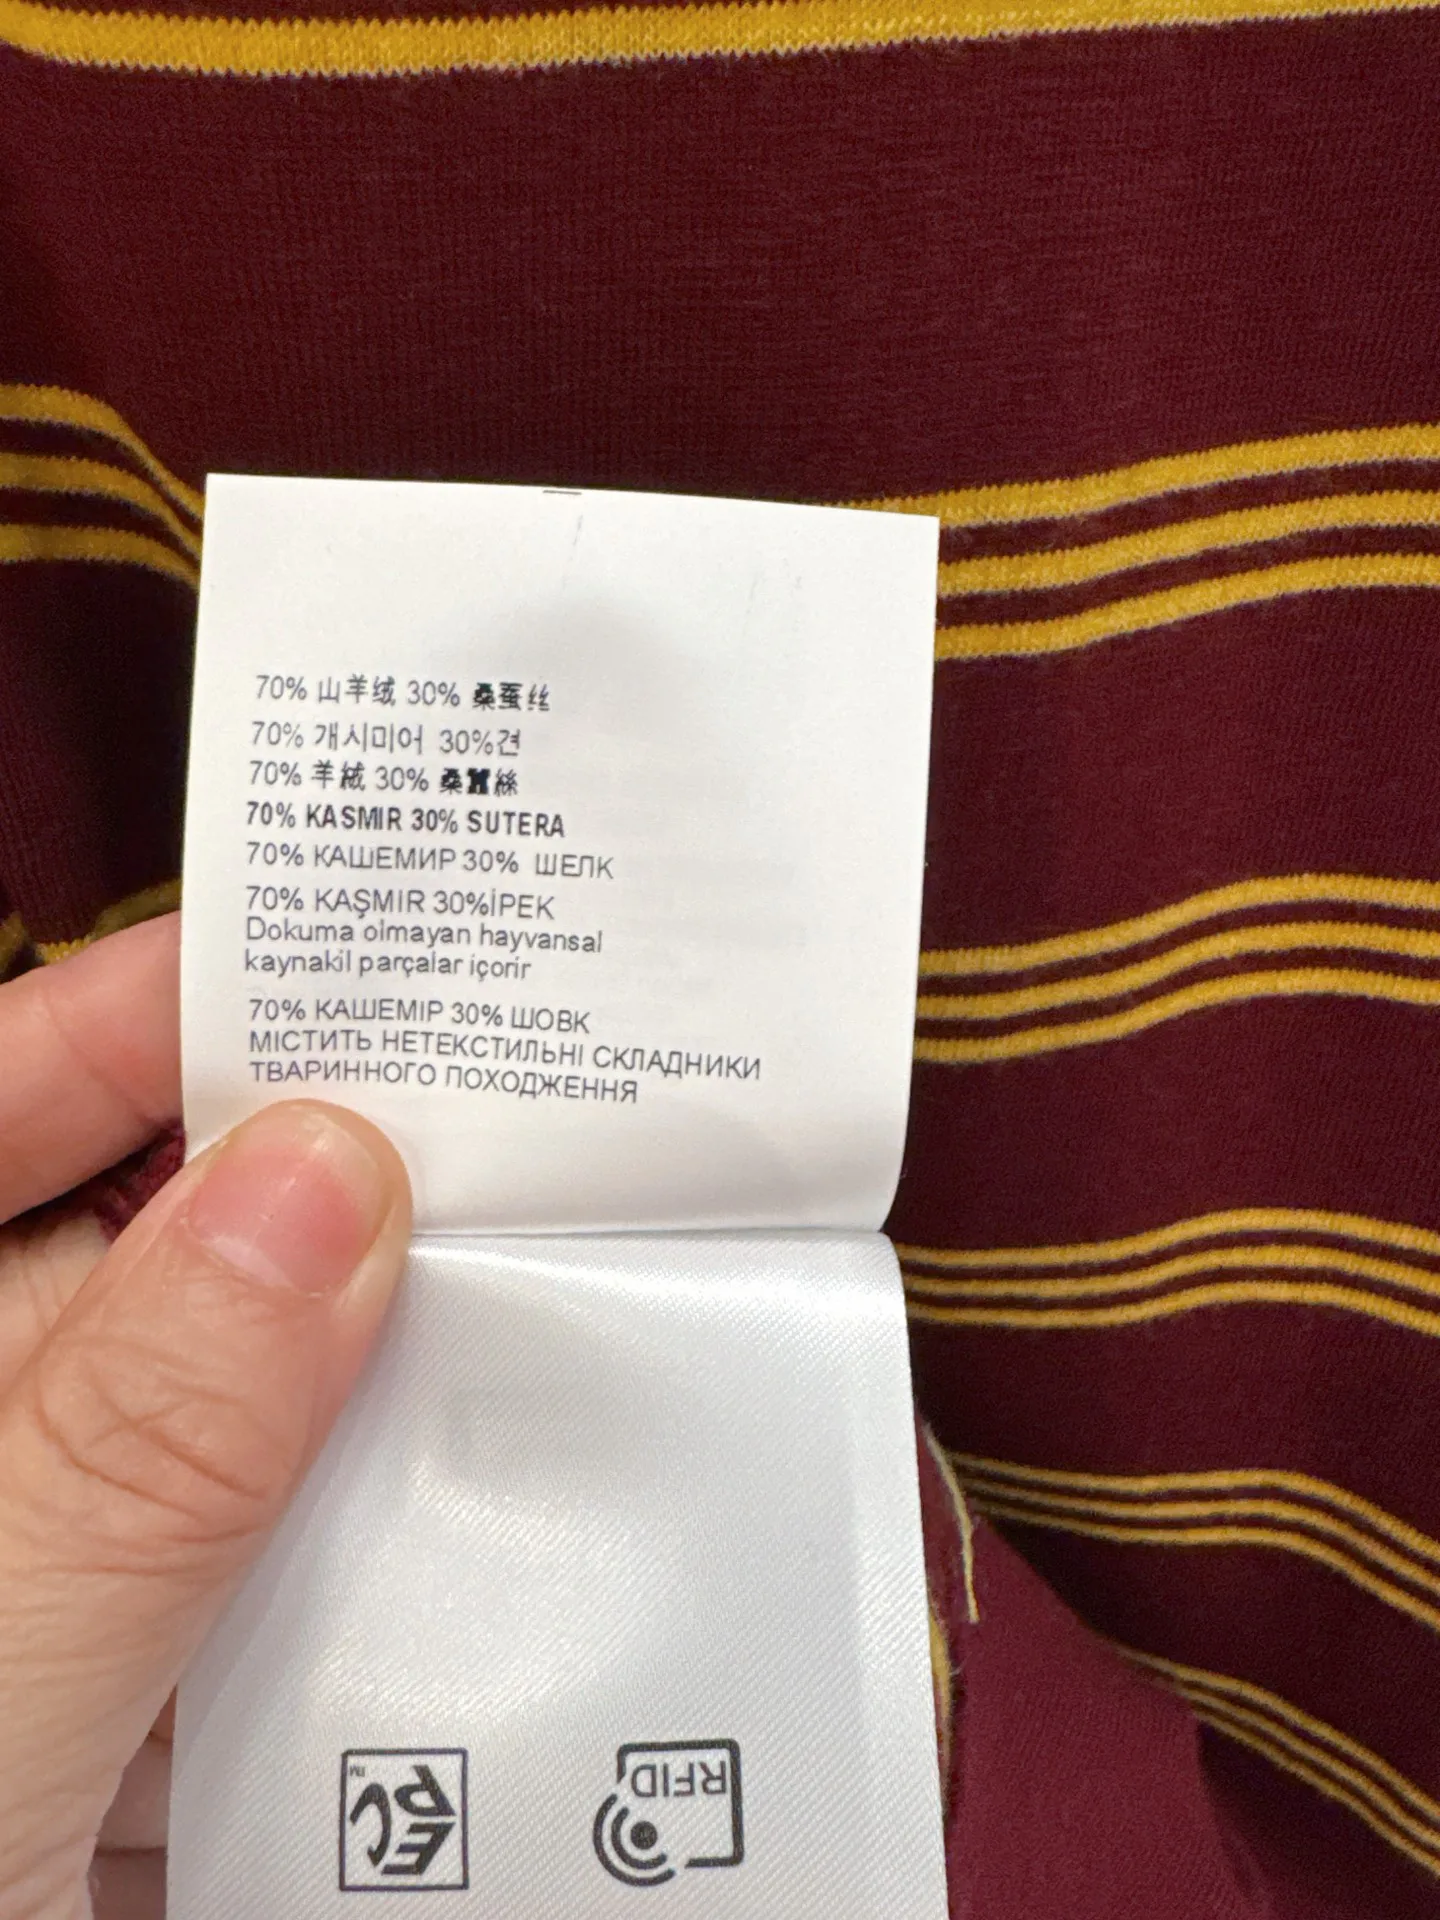 70% 山羊绒 30% 桑蚕丝
70% 개시미어 30%견
70% 羊絨 30% 桑蠶絲
70% KASMIR 30% SUTERA
70% КАШЕМИР 30% ШЕЛК
70% KAŞMIR 30%İPEK
Dokuma olmayan hayvansal
kaynakil parçalar içorir
70% КАШЕМІР 30% ШОВК
МІСТИТЬ НЕТЕКСТИЛЬНІ СКЛАДНИКИ
ТВАРИННОГО ПОХОДЖЕННЯ
EPC™
RFID